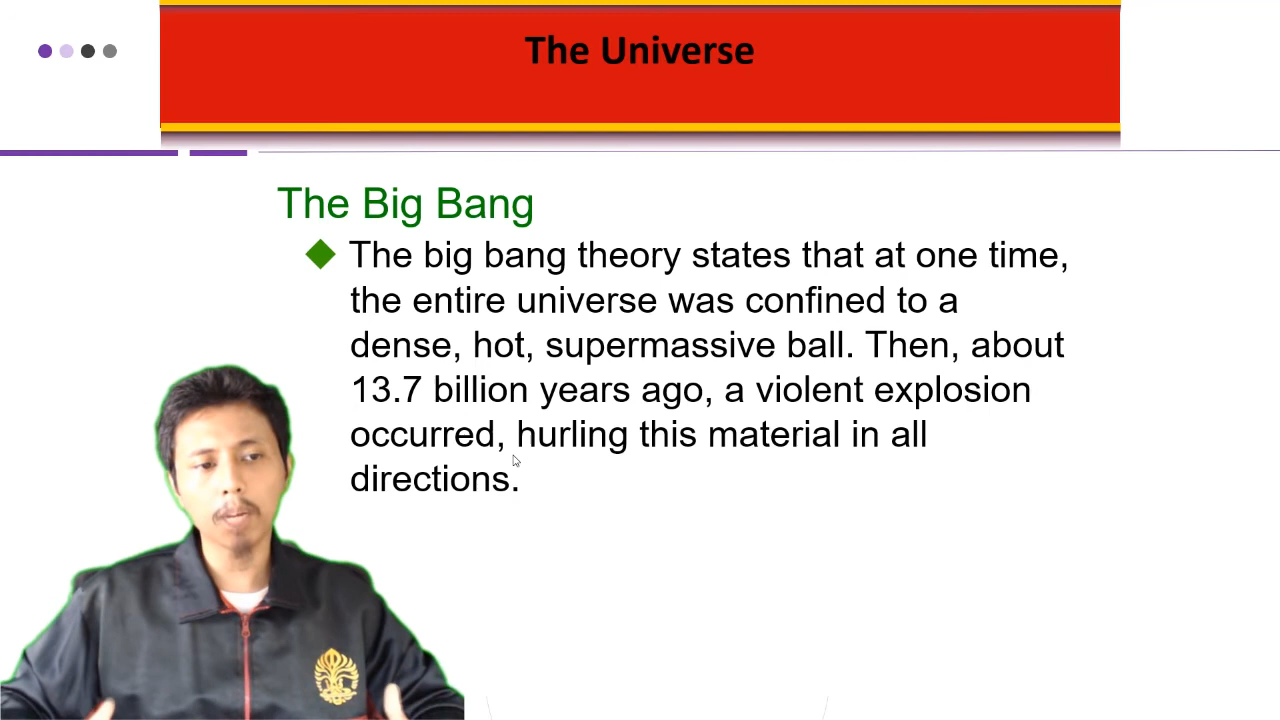 The Universe
The Big Bang
The big bang theory states that at one time,
the entire universe was confined to a
dense, hot, supermassive ball. Then, about
13.7 billion years ago, a violent explosion
occurred, hurling this material in all
directions.